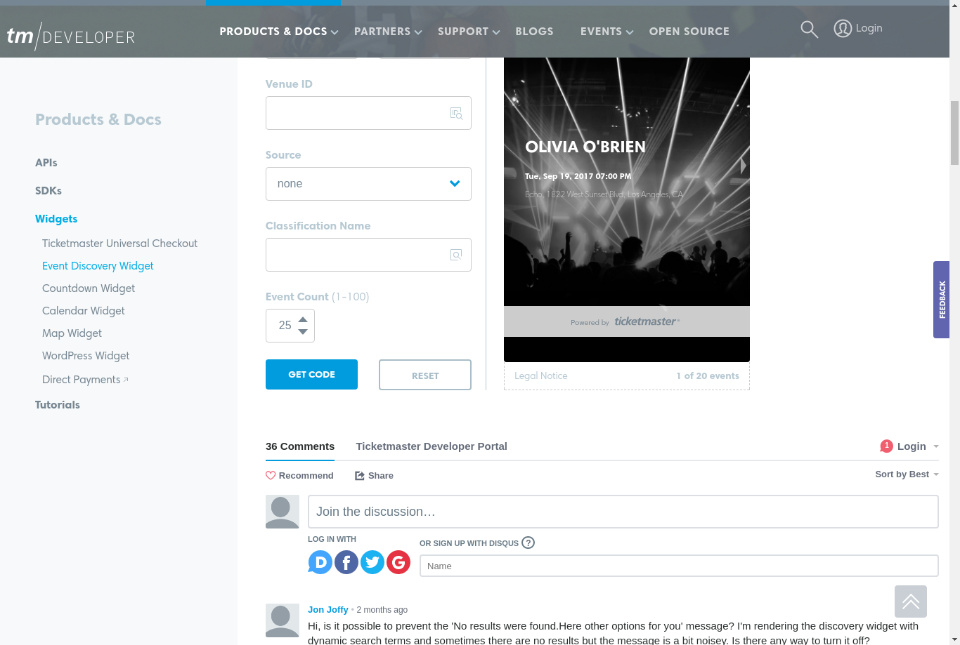 tm/DEVELOPER
PRODUCTS & DOCS
PARTNERS
SUPPORT
BLOGS
EVENTS
OPEN SOURCE
Login
Products & Docs
APIs
SDKs
Widgets
Ticketmaster Universal Checkout
Event Discovery Widget
Countdown Widget
Calendar Widget
Map Widget
WordPress Widget
Direct Payments
Tutorials
Venue ID
Source
none
Classification Name
Event Count (1-100)
25
GET CODE
RESET
OLIVIA O'BRIEN
Tue, Sep 19, 2017 07:00 PM
Echo, 1822 West Sunset Blvd, Los Angeles, CA
Powered by ticketmaster
Legal Notice
1 of 20 events
FEEDBACK
36 Comments
Ticketmaster Developer Portal
1
Login
Recommend
Share
Sort by Best
Join the discussion…
LOG IN WITH
OR SIGN UP WITH DISQUS ?
Name
Jon Joffy • 2 months ago
Hi, is it possible to prevent the 'No results were found.Here other options for you' message? I'm rendering the discovery widget with
dynamic search terms and sometimes there are no results but the message is a bit noisey. Is there any way to turn it off?